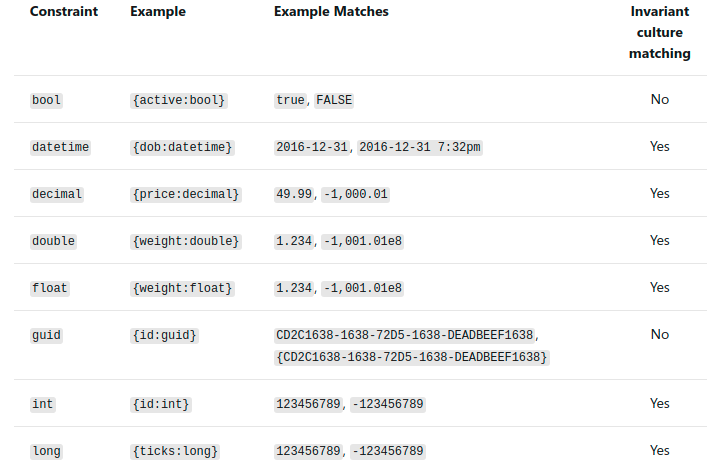 Constraint Example Example Matches Invariant
culture
matching
bool {active:bool} true, FALSE No
datetime {dob:datetime} 2016-12-31, 2016-12-31 7:32pm Yes
decimal {price:decimal} 49.99, -1,000.01 Yes
double {weight:double} 1.234, -1,001.01e8 Yes
float {weight:float} 1.234, -1,001.01e8 Yes
guid {id:guid} CD2C1638-1638-72D5-1638-DEADBEEF1638, No
{CD2C1638-1638-72D5-1638-DEADBEEF1638}
int {id:int} 123456789, -123456789 Yes
long {ticks:long} 123456789, -123456789 Yes